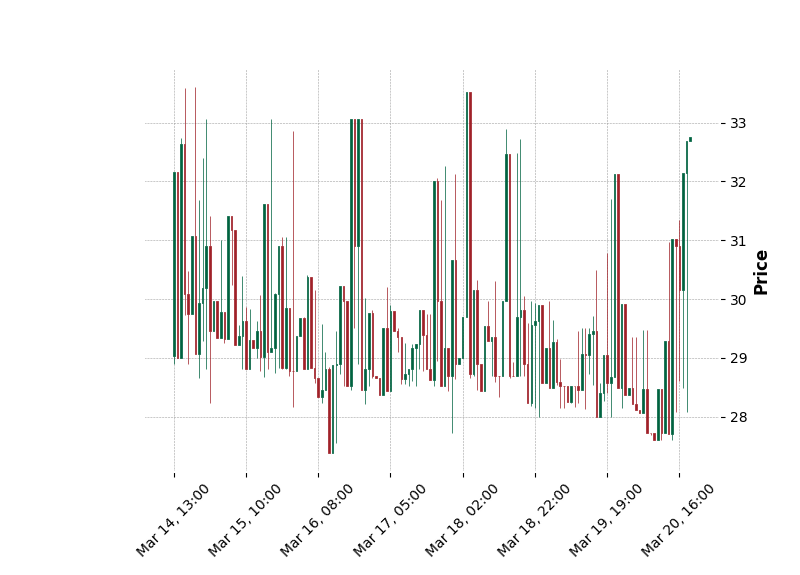 33
32
31
30
29
28
Price
Mar 14, 13:00
Mar 15, 10:00
Mar 16, 08:00
Mar 17, 05:00
Mar 18, 02:00
Mar 18, 22:00
Mar 19, 19:00
Mar 20, 16:00